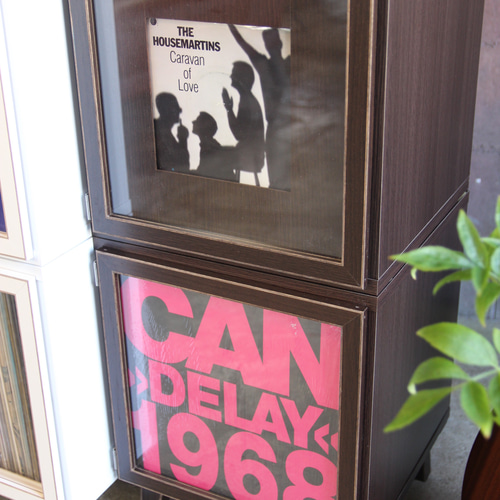 THE
HOUSEMARTINS
Caravan
of
Love
CAN
»DELAY«
1968